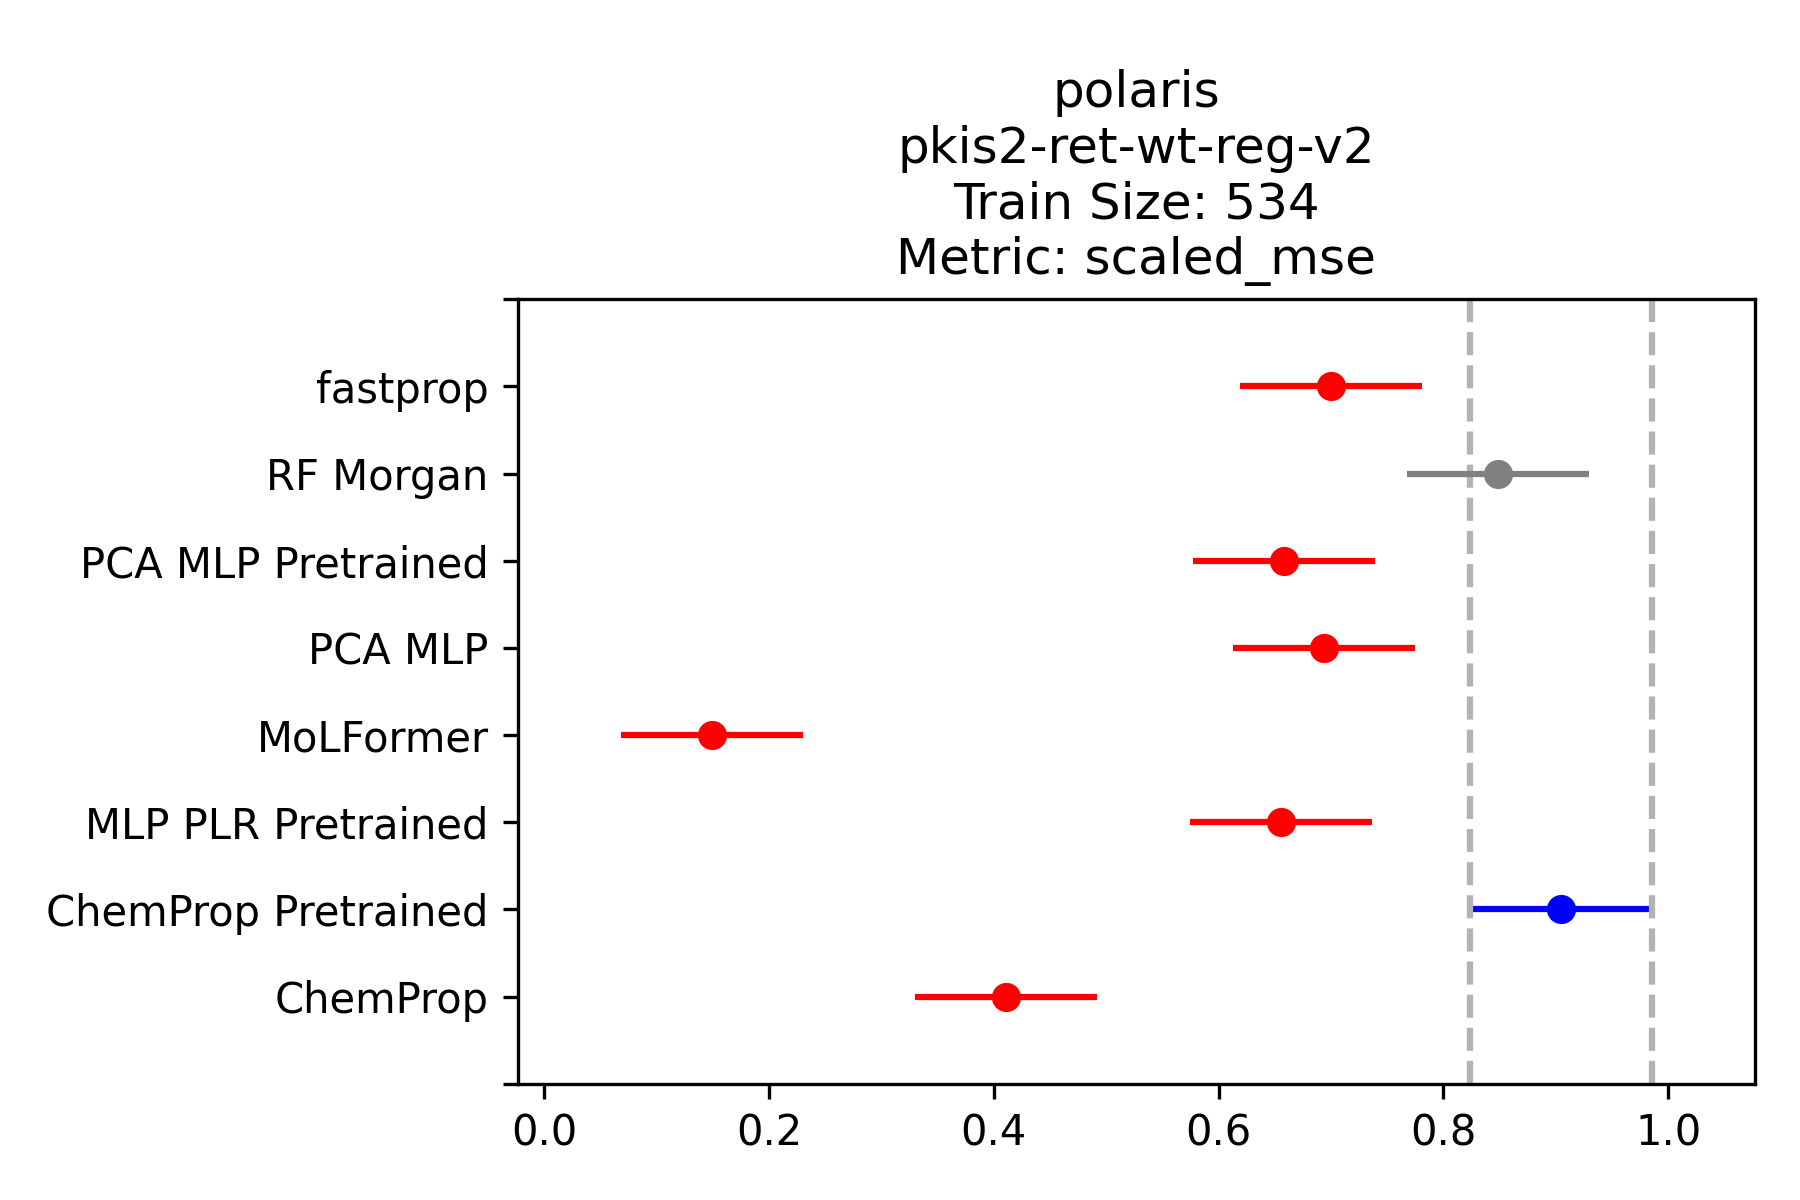 polaris
pkis2-ret-wt-reg-v2
Train Size: 534
Metric: scaled_mse
fastprop
RF Morgan
PCA MLP Pretrained
PCA MLP
MoLFormer
MLP PLR Pretrained
ChemProp Pretrained
ChemProp
0.0 0.2 0.4 0.6 0.8 1.0